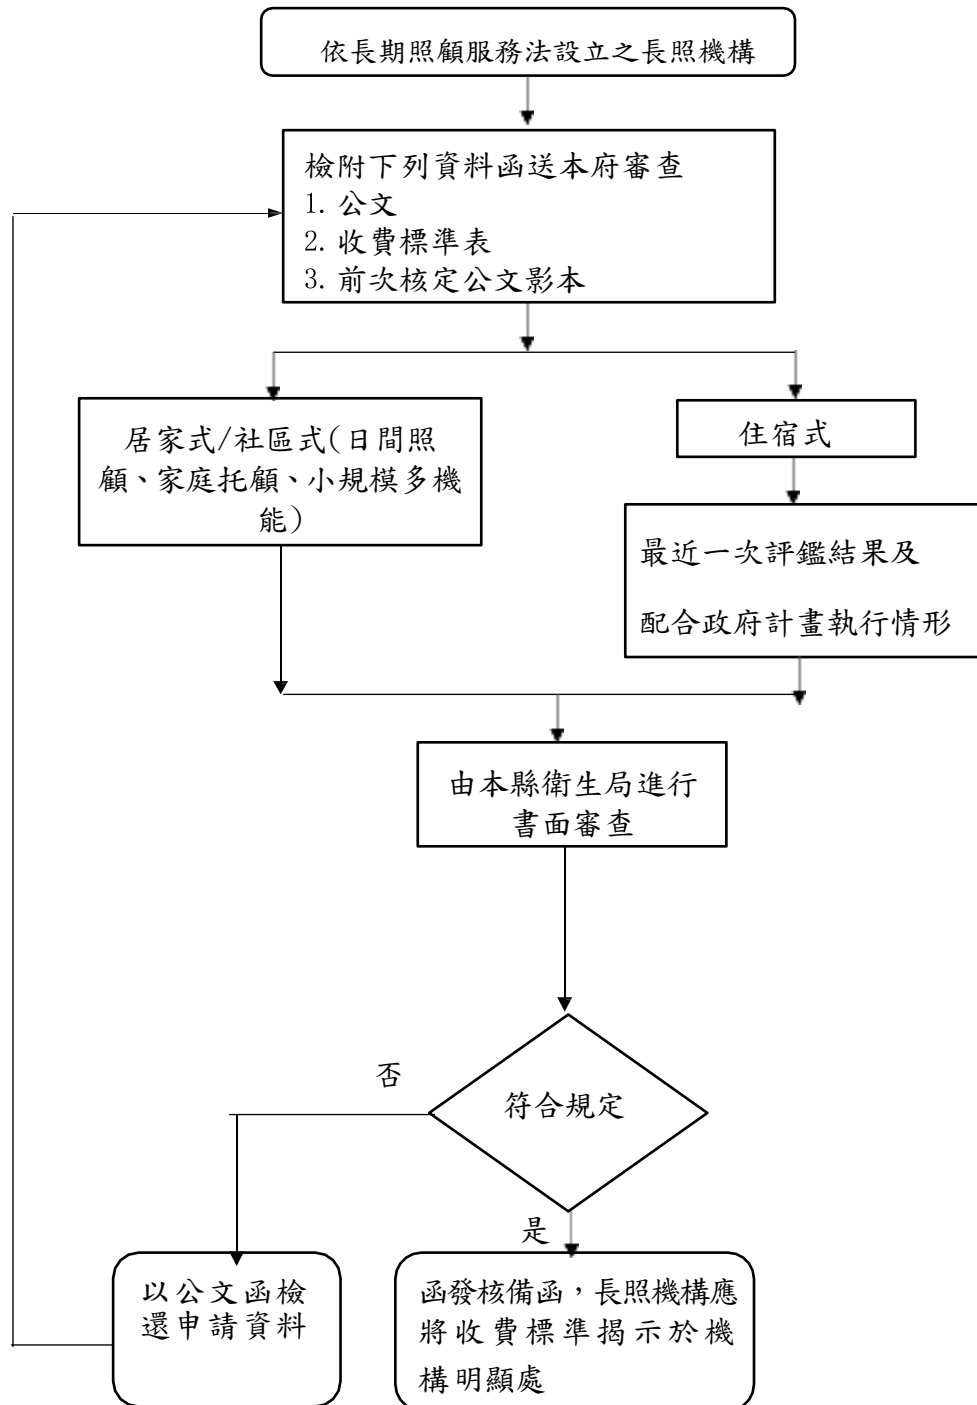 依長期照顧服務法設立之長照機構
檢附下列資料函送本府審查
1. 公文
2. 收費標準表
3. 前次核定公文影本
居家式/社區式(日間照
顧、家庭托顧、小規模多機
能)
住宿式
最近一次評鑑結果及
配合政府計畫執行情形
由本縣衛生局進行
書面審查
否
符合規定
是
以公文函檢
還申請資料
函發核備函，長照機構應
將收費標準揭示於機
構明顯處